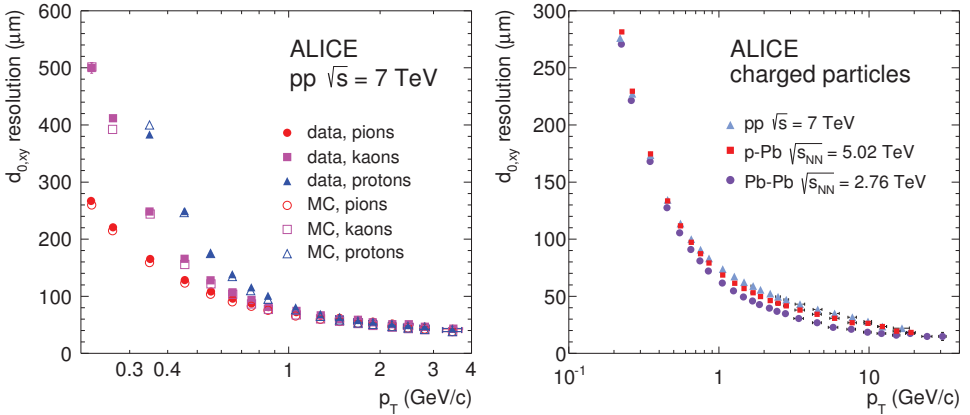 d0,xy resolution (μm)
600
500
400
300
200
100
0
ALICE
pp √s = 7 TeV
data, pions
data, kaons
data, protons
MC, pions
MC, kaons
MC, protons
0.3 0.4 1 2 3 4
pT (GeV/c)
d0,xy resolution (μm)
300
250
200
150
100
50
0
ALICE
charged particles
pp √s = 7 TeV
p-Pb √sNN = 5.02 TeV
Pb-Pb √sNN = 2.76 TeV
10-1 1 10
pT (GeV/c)